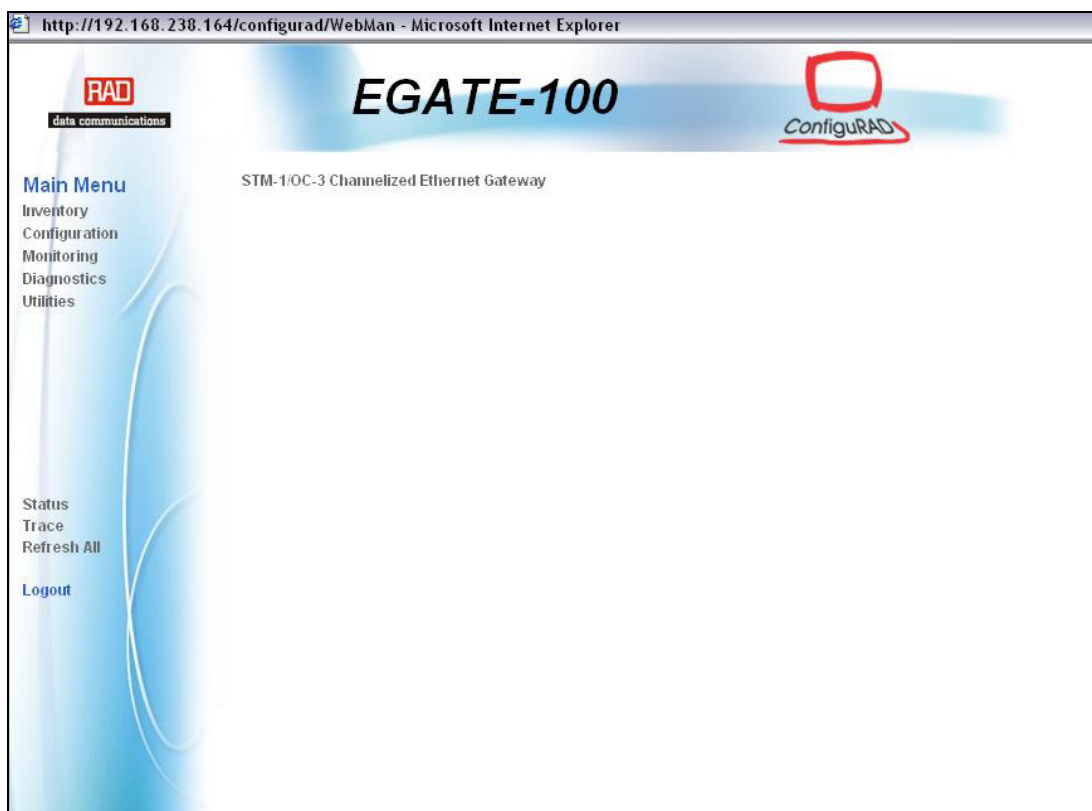 http://192.168.238.164/configurad/WebMan - Microsoft Internet Explorer
RAD
data communications
EGATE-100
ConfiguRAD
Main Menu
Inventory
Configuration
Monitoring
Diagnostics
Utilities
Status
Trace
Refresh All
Logout
STM-1/OC-3 Channelized Ethernet Gateway